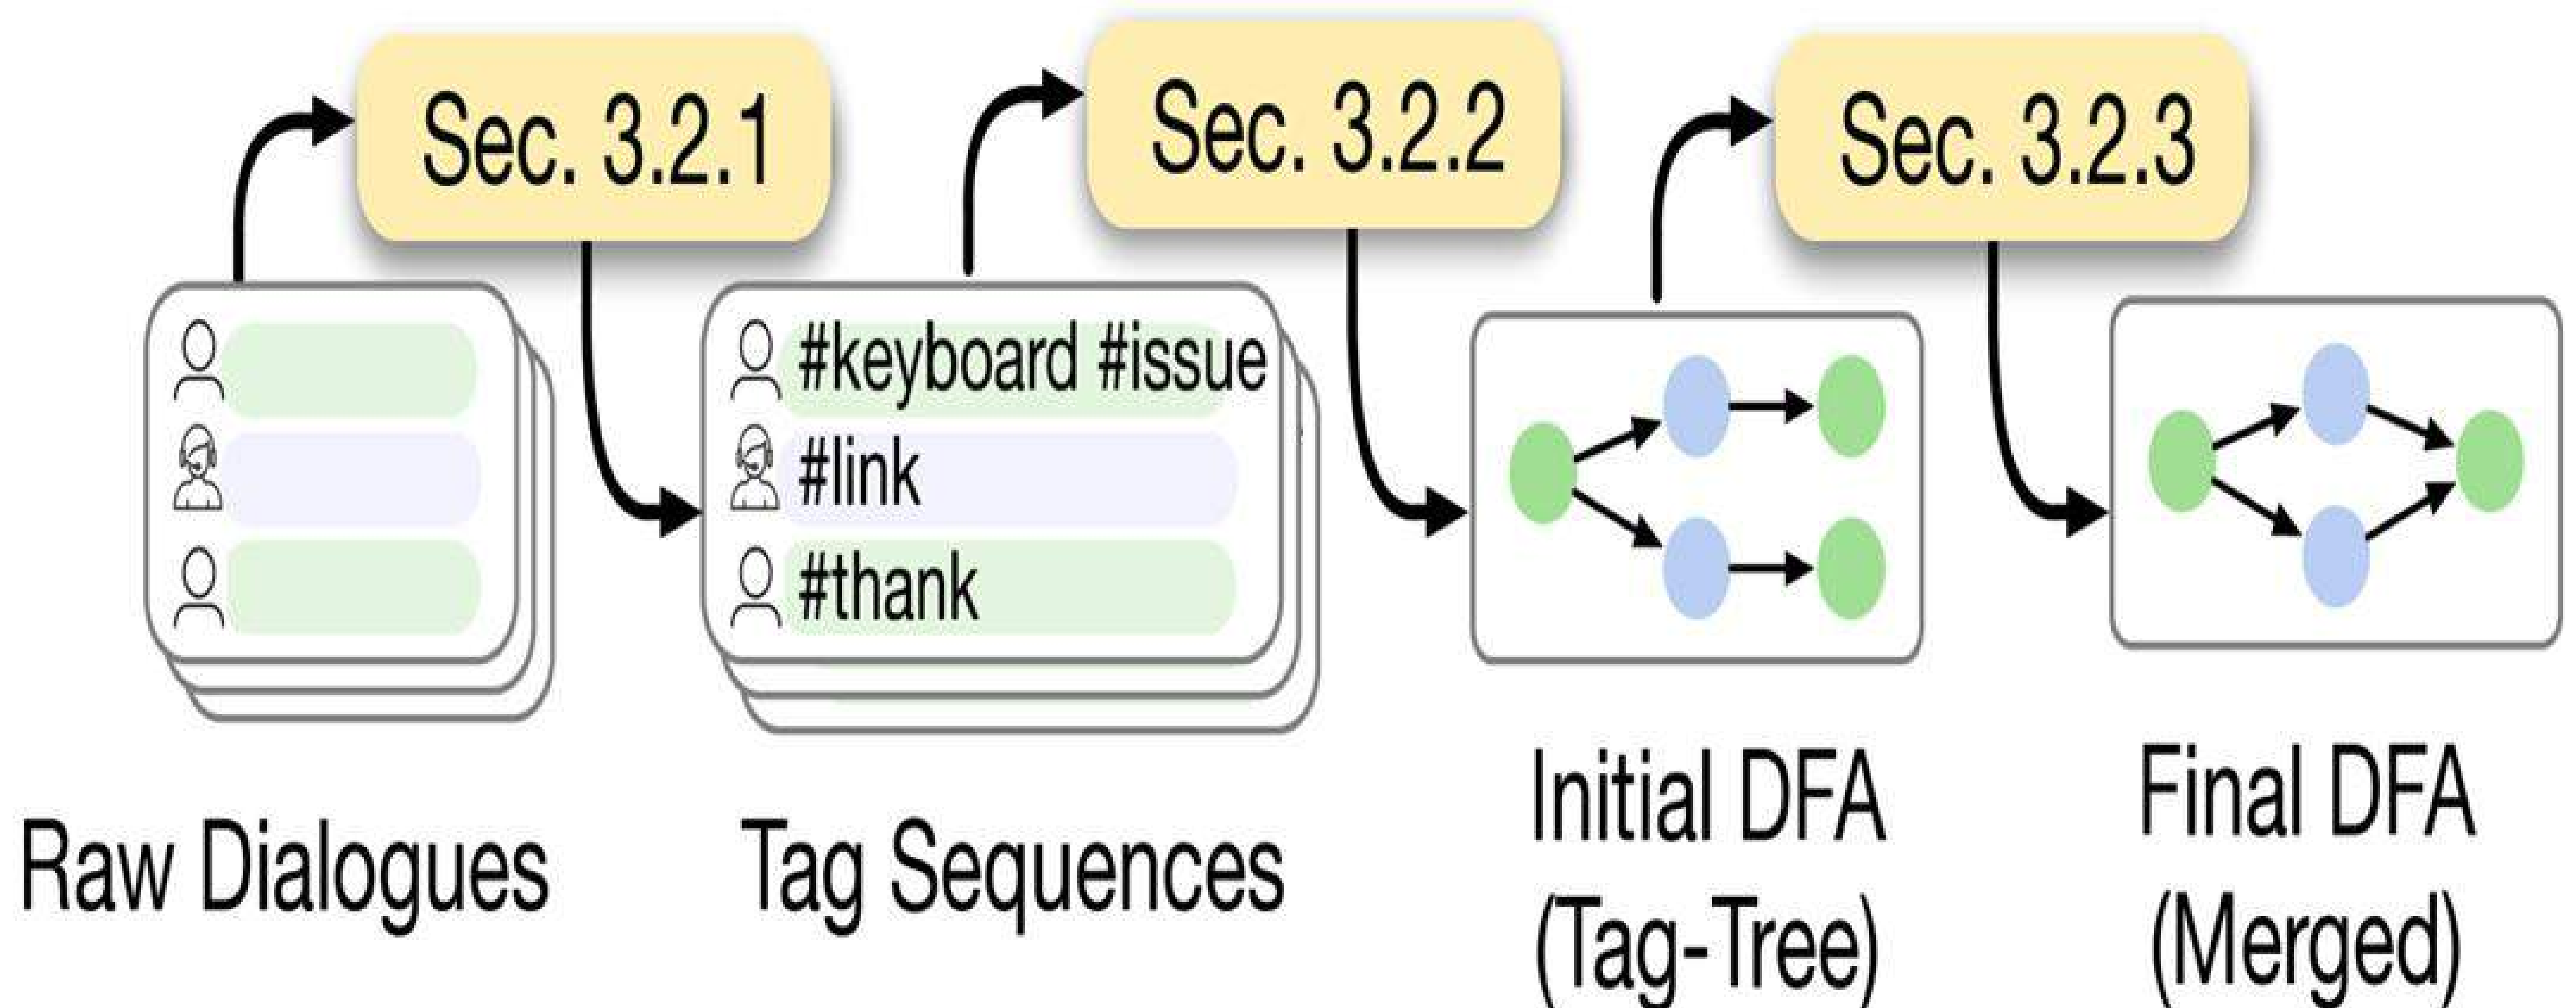 Sec. 3.2.1
Sec. 3.2.2
Sec. 3.2.3
#keyboard #issue
#link
#thank
Raw Dialogues
Tag Sequences
Initial DFA
(Tag-Tree)
Final DFA
(Merged)